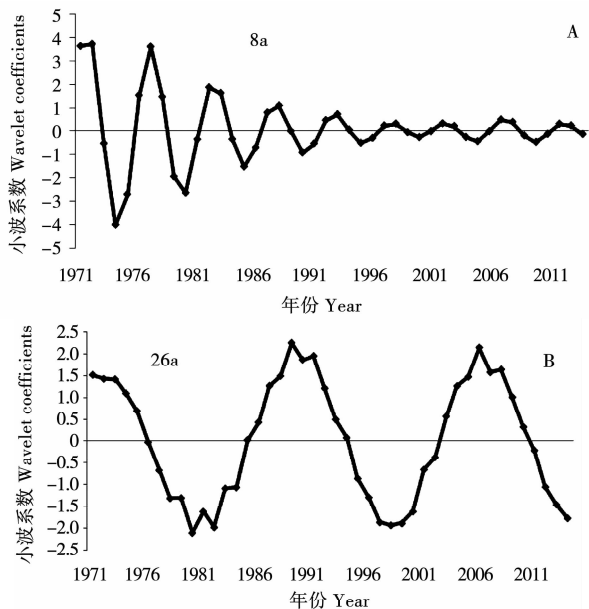 小波系数 Wavelet coefficients
5
4
3
2
1
0
-1
-2
-3
-4
-5
8a
A
1971 1976 1981 1986 1991 1996 2001 2006 2011
年份 Year
小波系数 Wavelet coefficients
2.5
2.0
1.5
1.0
0.5
0
-0.5
-1.0
-1.5
-2.0
-2.5
26a
B
1971 1976 1981 1986 1991 1996 2001 2006 2011
年份 Year